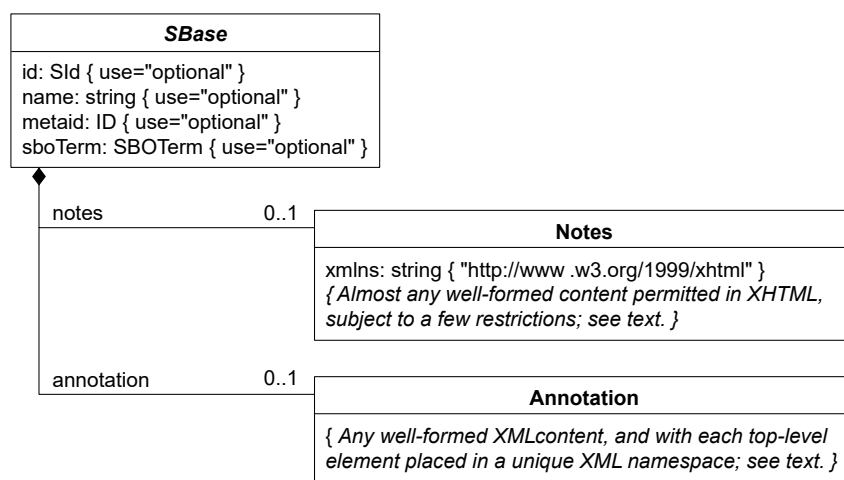 SBase
id: SId { use="optional" }
name: string { use="optional" }
metaid: ID { use="optional" }
sboTerm: SBOTerm { use="optional" }
notes 0..1
Notes
xmlns: string { "http://www .w3.org/1999/xhtml" }
{ Almost any well-formed content permitted in XHTML,
subject to a few restrictions; see text. }
annotation 0..1
Annotation
{ Any well-formed XMLcontent, and with each top-level
element placed in a unique XML namespace; see text. }